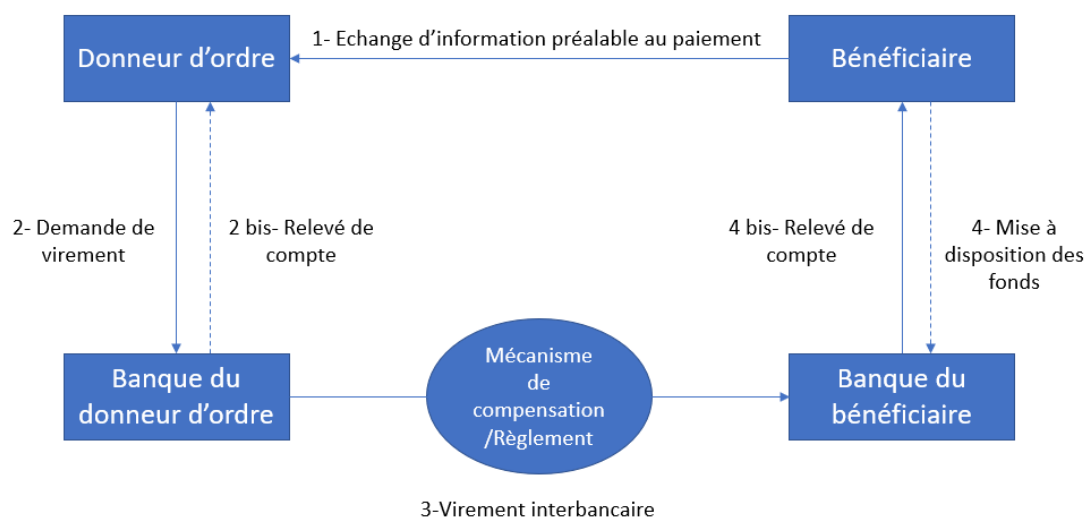 1- Echange d’information préalable au paiement
Donneur d’ordre
Bénéficiaire
2- Demande de
virement
2 bis- Relevé de
compte
4 bis- Relevé de
compte
4- Mise à
disposition des
fonds
Banque du
donneur d’ordre
Mécanisme
de
compensation
/Règlement
Banque du
bénéficiaire
3-Virement interbancaire